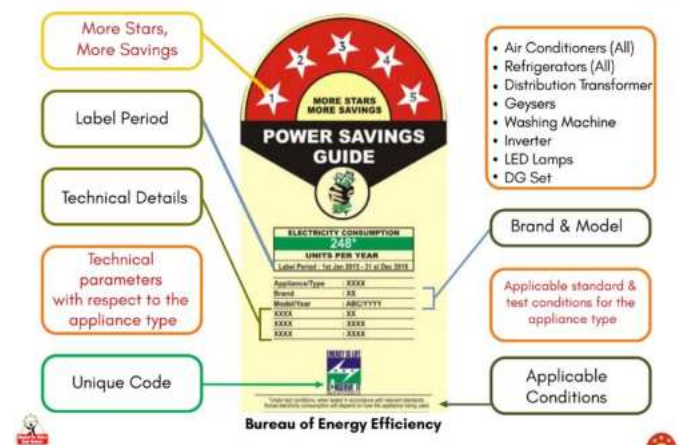 More Stars,
More Savings
Label Period
Technical Details
Technical
parameters
with respect to the
appliance type
Unique Code
1
2
3
4
5
MORE STARS
MORE SAVINGS
POWER SAVINGS
GUIDE
ELECTRICITY CONSUMPTION
248*
UNITS PER YEAR
Label Period : 1st Jan
Appliance/Type : XXXX
Brand : XX
Model/Year : ABC/YYYY
XXXX : XX
XXXX : XXXX
XXXX : XXXX
Bureau of Energy Efficiency
• Air Conditioners (All)
• Refrigerators (All)
• Distribution Transformer
• Geysers
• Washing Machine
• Inverter
• LED Lamps
• DG Set
Brand & Model
Applicable standard &
test conditions for the
appliance type
Applicable
Conditions